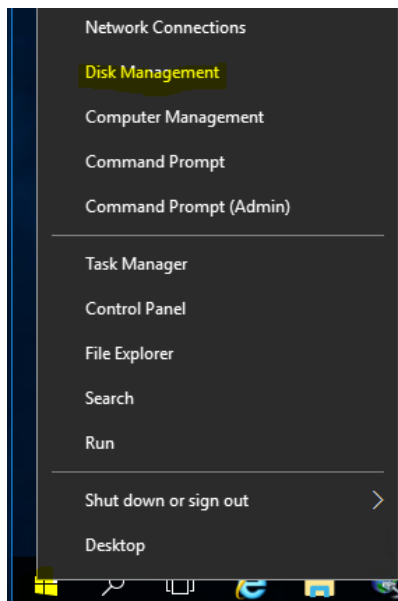 Network Connections
Disk Management
Computer Management
Command Prompt
Command Prompt (Admin)
Task Manager
Control Panel
File Explorer
Search
Run
Shut down or sign out
Desktop